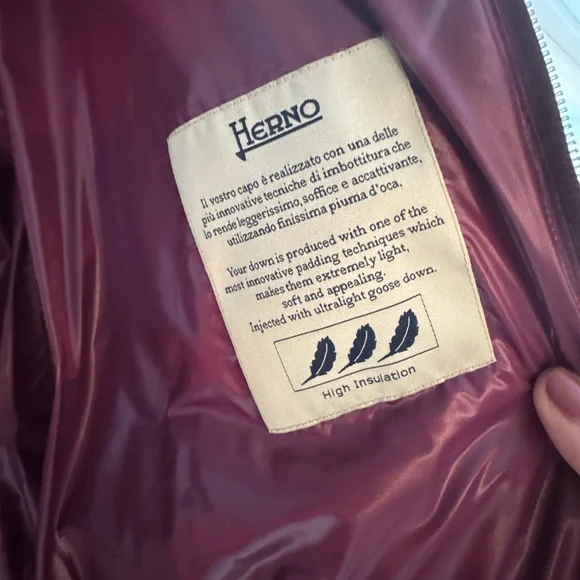 HERNO
Il vostro capo è realizzato con una delle
più innovative tecniche di imbottitura che
lo rende leggerissimo, soffice e accattivante,
utilizzando finissima piuma d'oca.
Your down is produced with one of the
most innovative padding techniques which
makes them extremely light,
soft and appealing.
Injected with ultralight goose down.
High Insulation